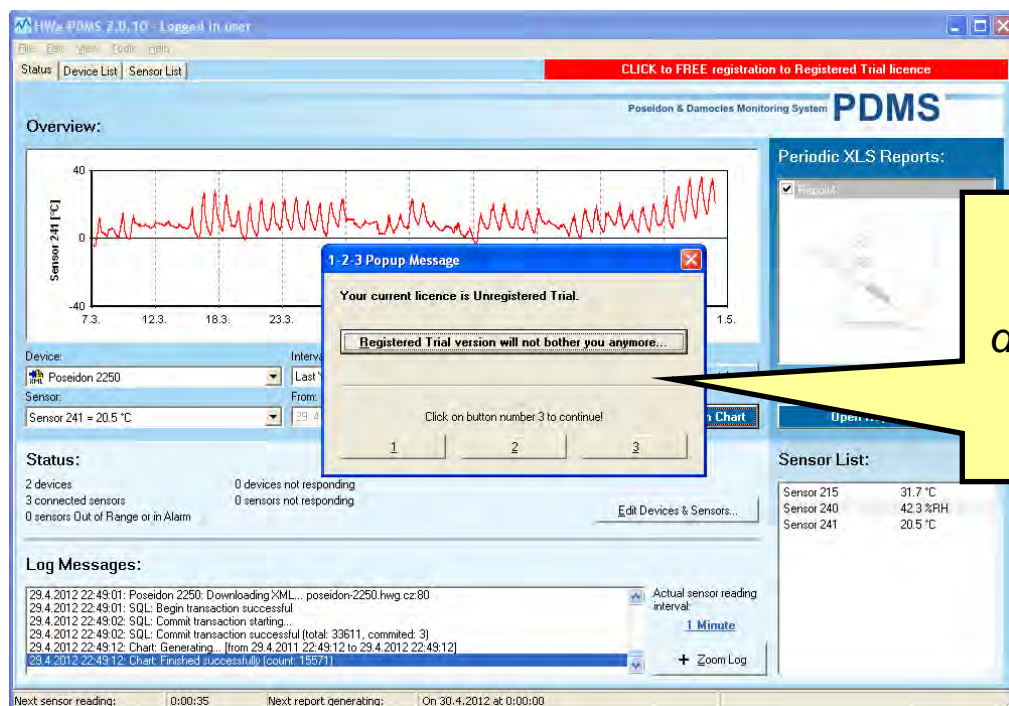 HWg-PDMS 2.0.10 - Logged in user
File Edit View Tools Help
Status Device List Sensor List
CLICK to FREE registration to Registered Trial licence
Poseidon & Damocles Monitoring System PDMS
Overview:
Periodic XLS Reports:
40
0
-40
Sensor 241 [°C]
7.3. 12.3. 18.3. 23.3. 1.5.
1-2-3 Popup Message
Your current licence is Unregistered Trial.
Registered Trial version will not bother you anymore...
Click on button number 3 to continue!
1 2 3
Device:
XML Poseidon 2250
Last
Sensor:
From:
Sensor 241 = 20.5 °C
Chart
Status:
2 devices 0 devices not responding
3 connected sensors 0 sensors not responding
0 sensors Out of Range or in Alarm
Edit Devices & Sensors...
Sensor List:
Sensor 215 31.7 °C
Sensor 240 42.3 %RH
Sensor 241 20.5 °C
Log Messages:
29.4.2012 22:49:01: Poseidon 2250: Downloading XML... poseidon-2250.hwg.cz:80
29.4.2012 22:49:01: SQL: Begin transaction successful
29.4.2012 22:49:02: SQL: Commit transaction starting...
29.4.2012 22:49:02: SQL: Commit transaction successful (total: 33611, commited: 3)
29.4.2012 22:49:12: Chart: Generating... [from 29.4.2011 22:49:12 to 29.4.2012 22:49:12]
29.4.2012 22:49:12: Chart: Finished successfully (count: 15571)
Actual sensor reading
interval:
1 Minute
+ Zoom Log
Next sensor reading: 0:00:35 Next report generating: On 30.4.2012 at 0:00:00